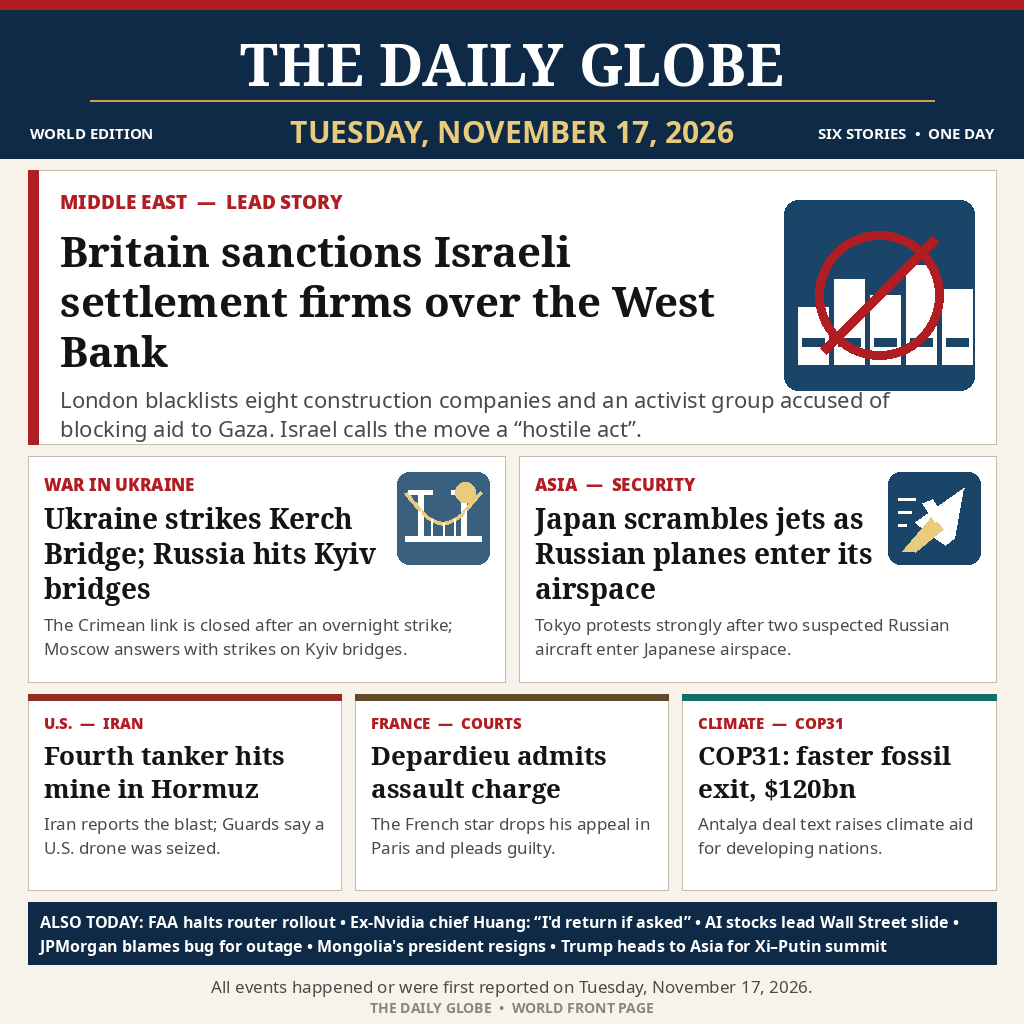 THE DAILY GLOBE
WORLD EDITION
TUESDAY, NOVEMBER 17, 2026
SIX STORIES • ONE DAY
MIDDLE EAST — LEAD STORY
Britain sanctions Israeli
settlement firms over the West
Bank
London blacklists eight construction companies and an activist group accused of
blocking aid to Gaza. Israel calls the move a “hostile act”.
WAR IN UKRAINE
Ukraine strikes Kerch
Bridge; Russia hits Kyiv
bridges
The Crimean link is closed after an overnight strike;
Moscow answers with strikes on Kyiv bridges.
ASIA — SECURITY
Japan scrambles jets as
Russian planes enter its
airspace
Tokyo protests strongly after two suspected Russian
aircraft enter Japanese airspace.
U.S. — IRAN
Fourth tanker hits
mine in Hormuz
Iran reports the blast; Guards say a
U.S. drone was seized.
FRANCE — COURTS
Depardieu admits
assault charge
The French star drops his appeal in
Paris and pleads guilty.
CLIMATE — COP31
COP31: faster fossil
exit, $120bn
Antalya deal text raises climate aid
for developing nations.
ALSO TODAY: FAA halts router rollout • Ex-Nvidia chief Huang: “I'd return if asked” • AI stocks lead Wall Street slide •
JPMorgan blames bug for outage • Mongolia's president resigns • Trump heads to Asia for Xi–Putin summit
All events happened or were first reported on Tuesday, November 17, 2026.
THE DAILY GLOBE • WORLD FRONT PAGE